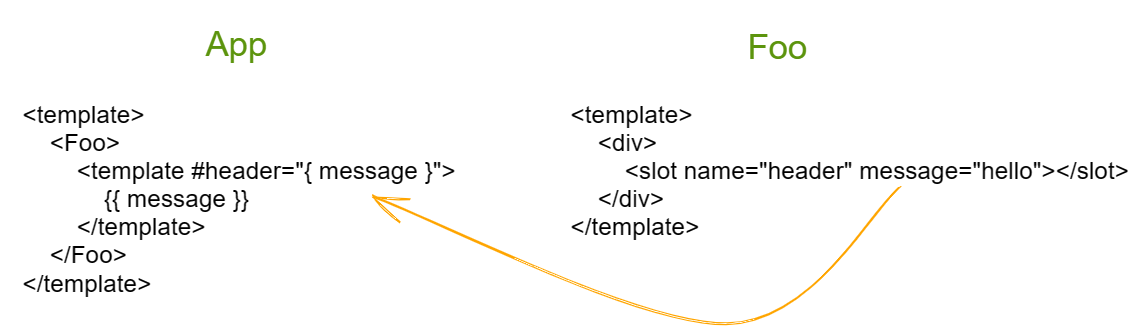 App
<template>
<Foo>
<template #header="{ message }">
{{ message }}
</template>
</Foo>
</template>
Foo
<template>
<div>
<slot name="header" message="hello"></slot>
</div>
</template>